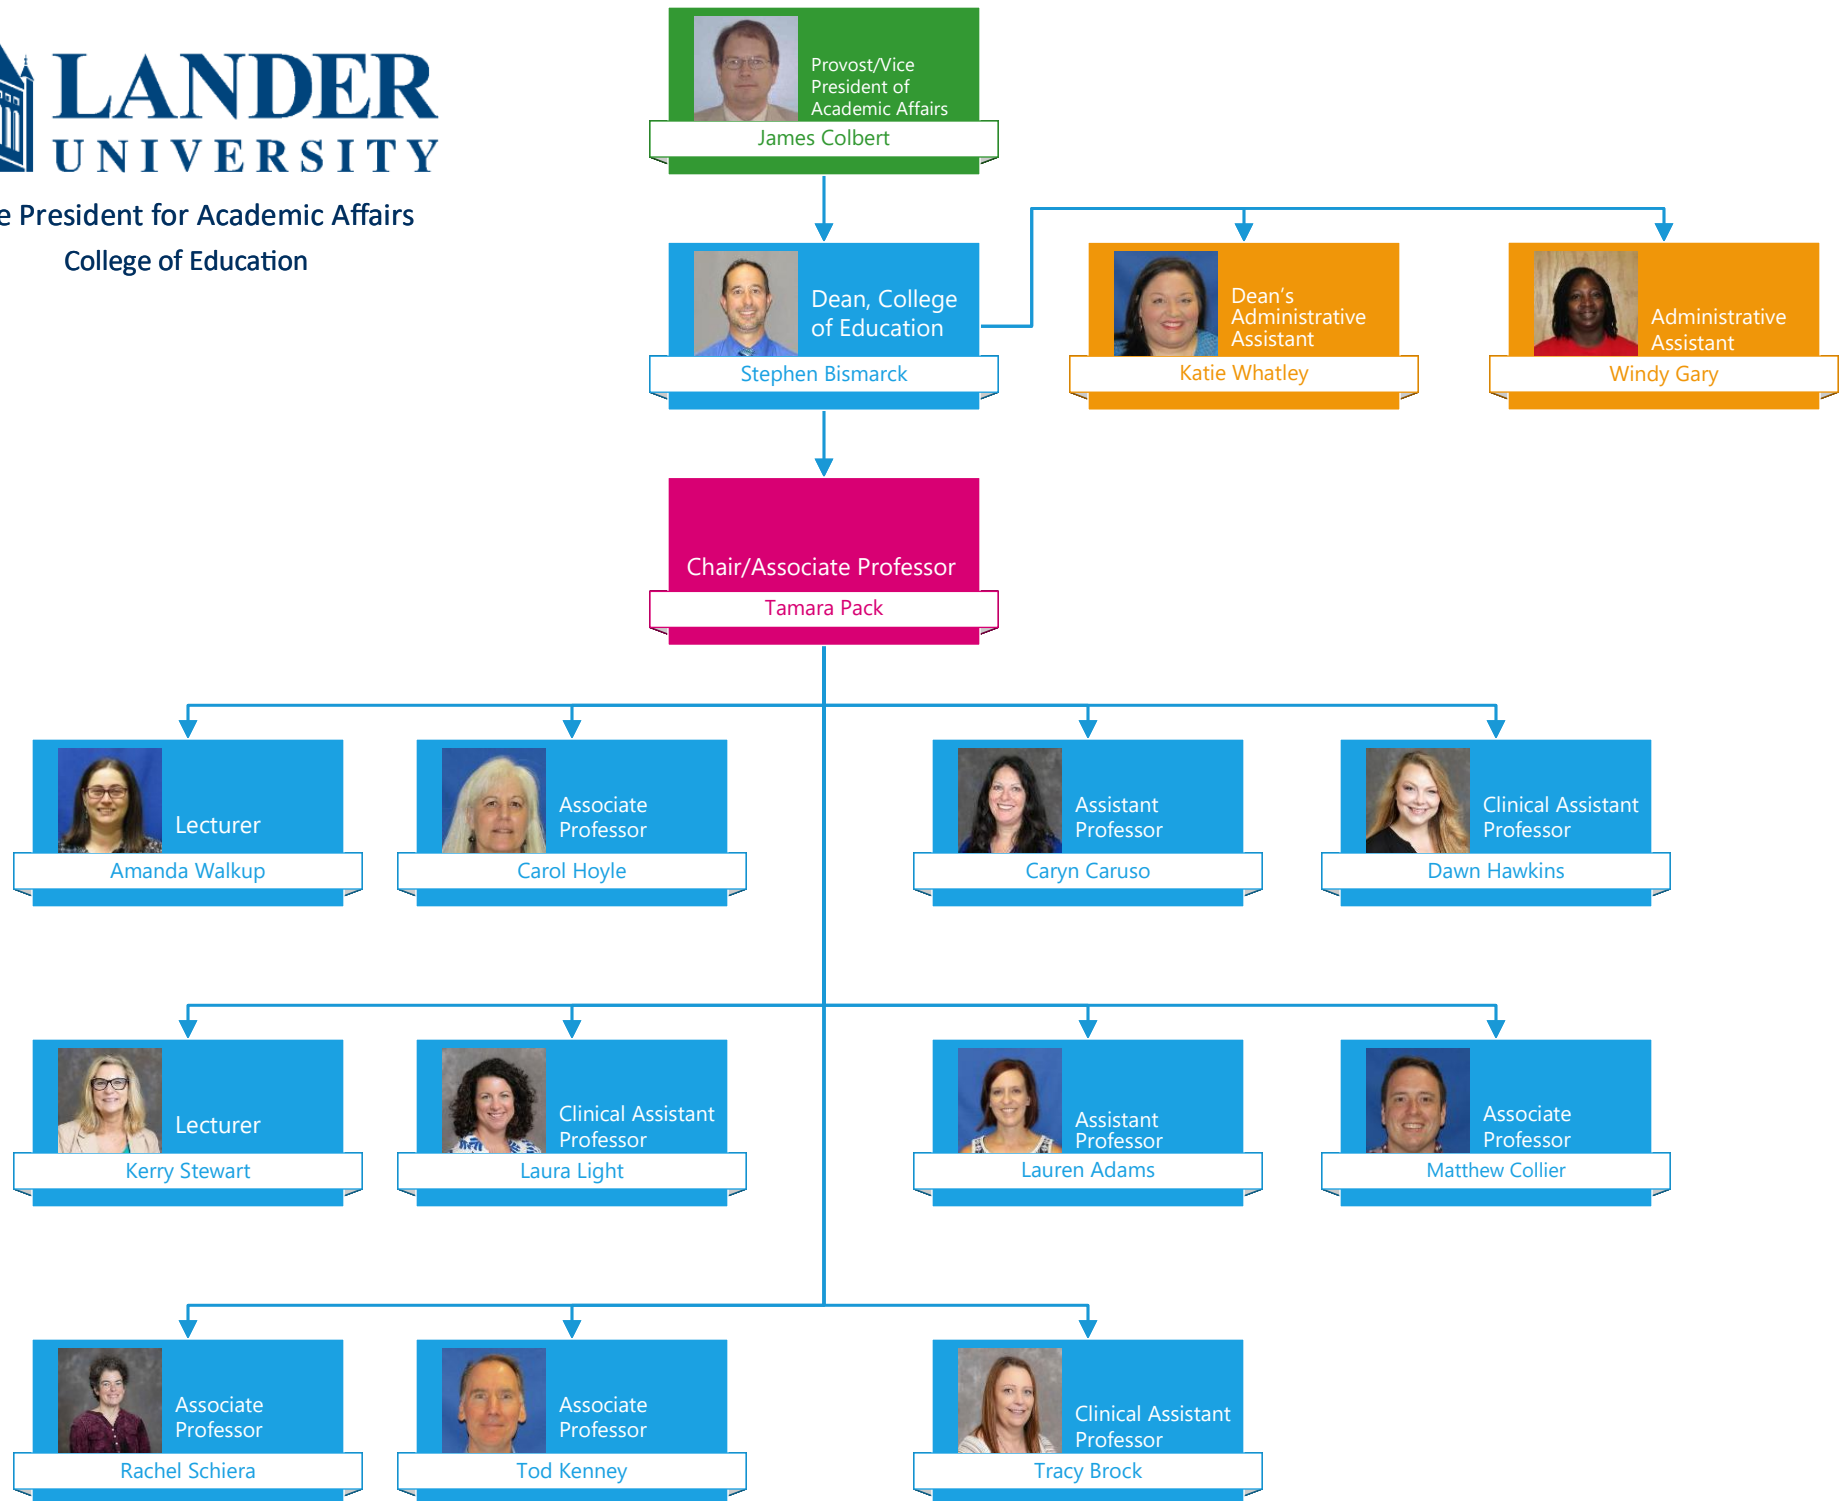 LANDER
UNIVERSITY
e President for Academic Affairs
College of Education
Provost/Vice
President of
Academic Affairs
James Colbert
Dean, College
of Education
Stephen Bismarck
Dean's
Administrative
Assistant
Katie Whatley
Administrative
Assistant
Windy Gary
Chair/Associate Professor
Tamara Pack
Lecturer
Amanda Walkup
Associate
Professor
Carol Hoyle
Assistant
Professor
Caryn Caruso
Clinical Assistant
Professor
Dawn Hawkins
Lecturer
Kerry Stewart
Clinical Assistant
Professor
Laura Light
Assistant
Professor
Lauren Adams
Associate
Professor
Matthew Collier
Associate
Professor
Rachel Schiera
Associate
Professor
Tod Kenney
Clinical Assistant
Professor
Tracy Brock